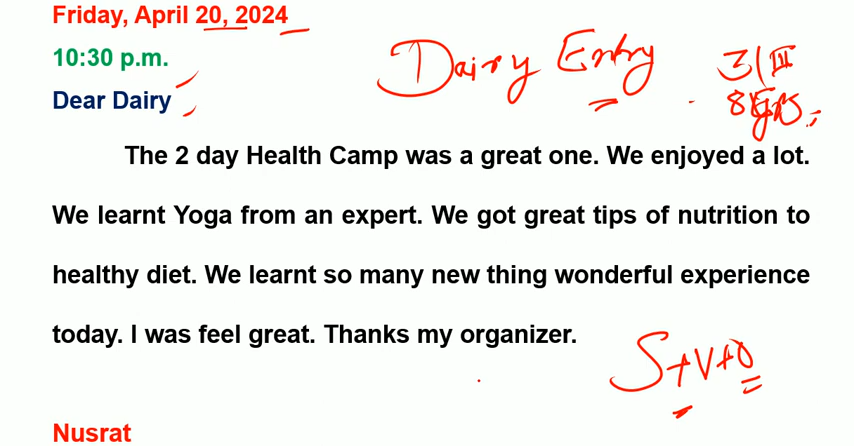 Friday, April 20, 2024
10:30 p.m.
Dairy Entry
3/III
Dear Dairy
The 2 day Health Camp was a great one. We enjoyed a lot.
We learnt Yoga from an expert. We got great tips of nutrition to
healthy diet. We learnt so many new thing wonderful experience
today. I was feel great. Thanks my organizer.
S+V+O
Nusrat